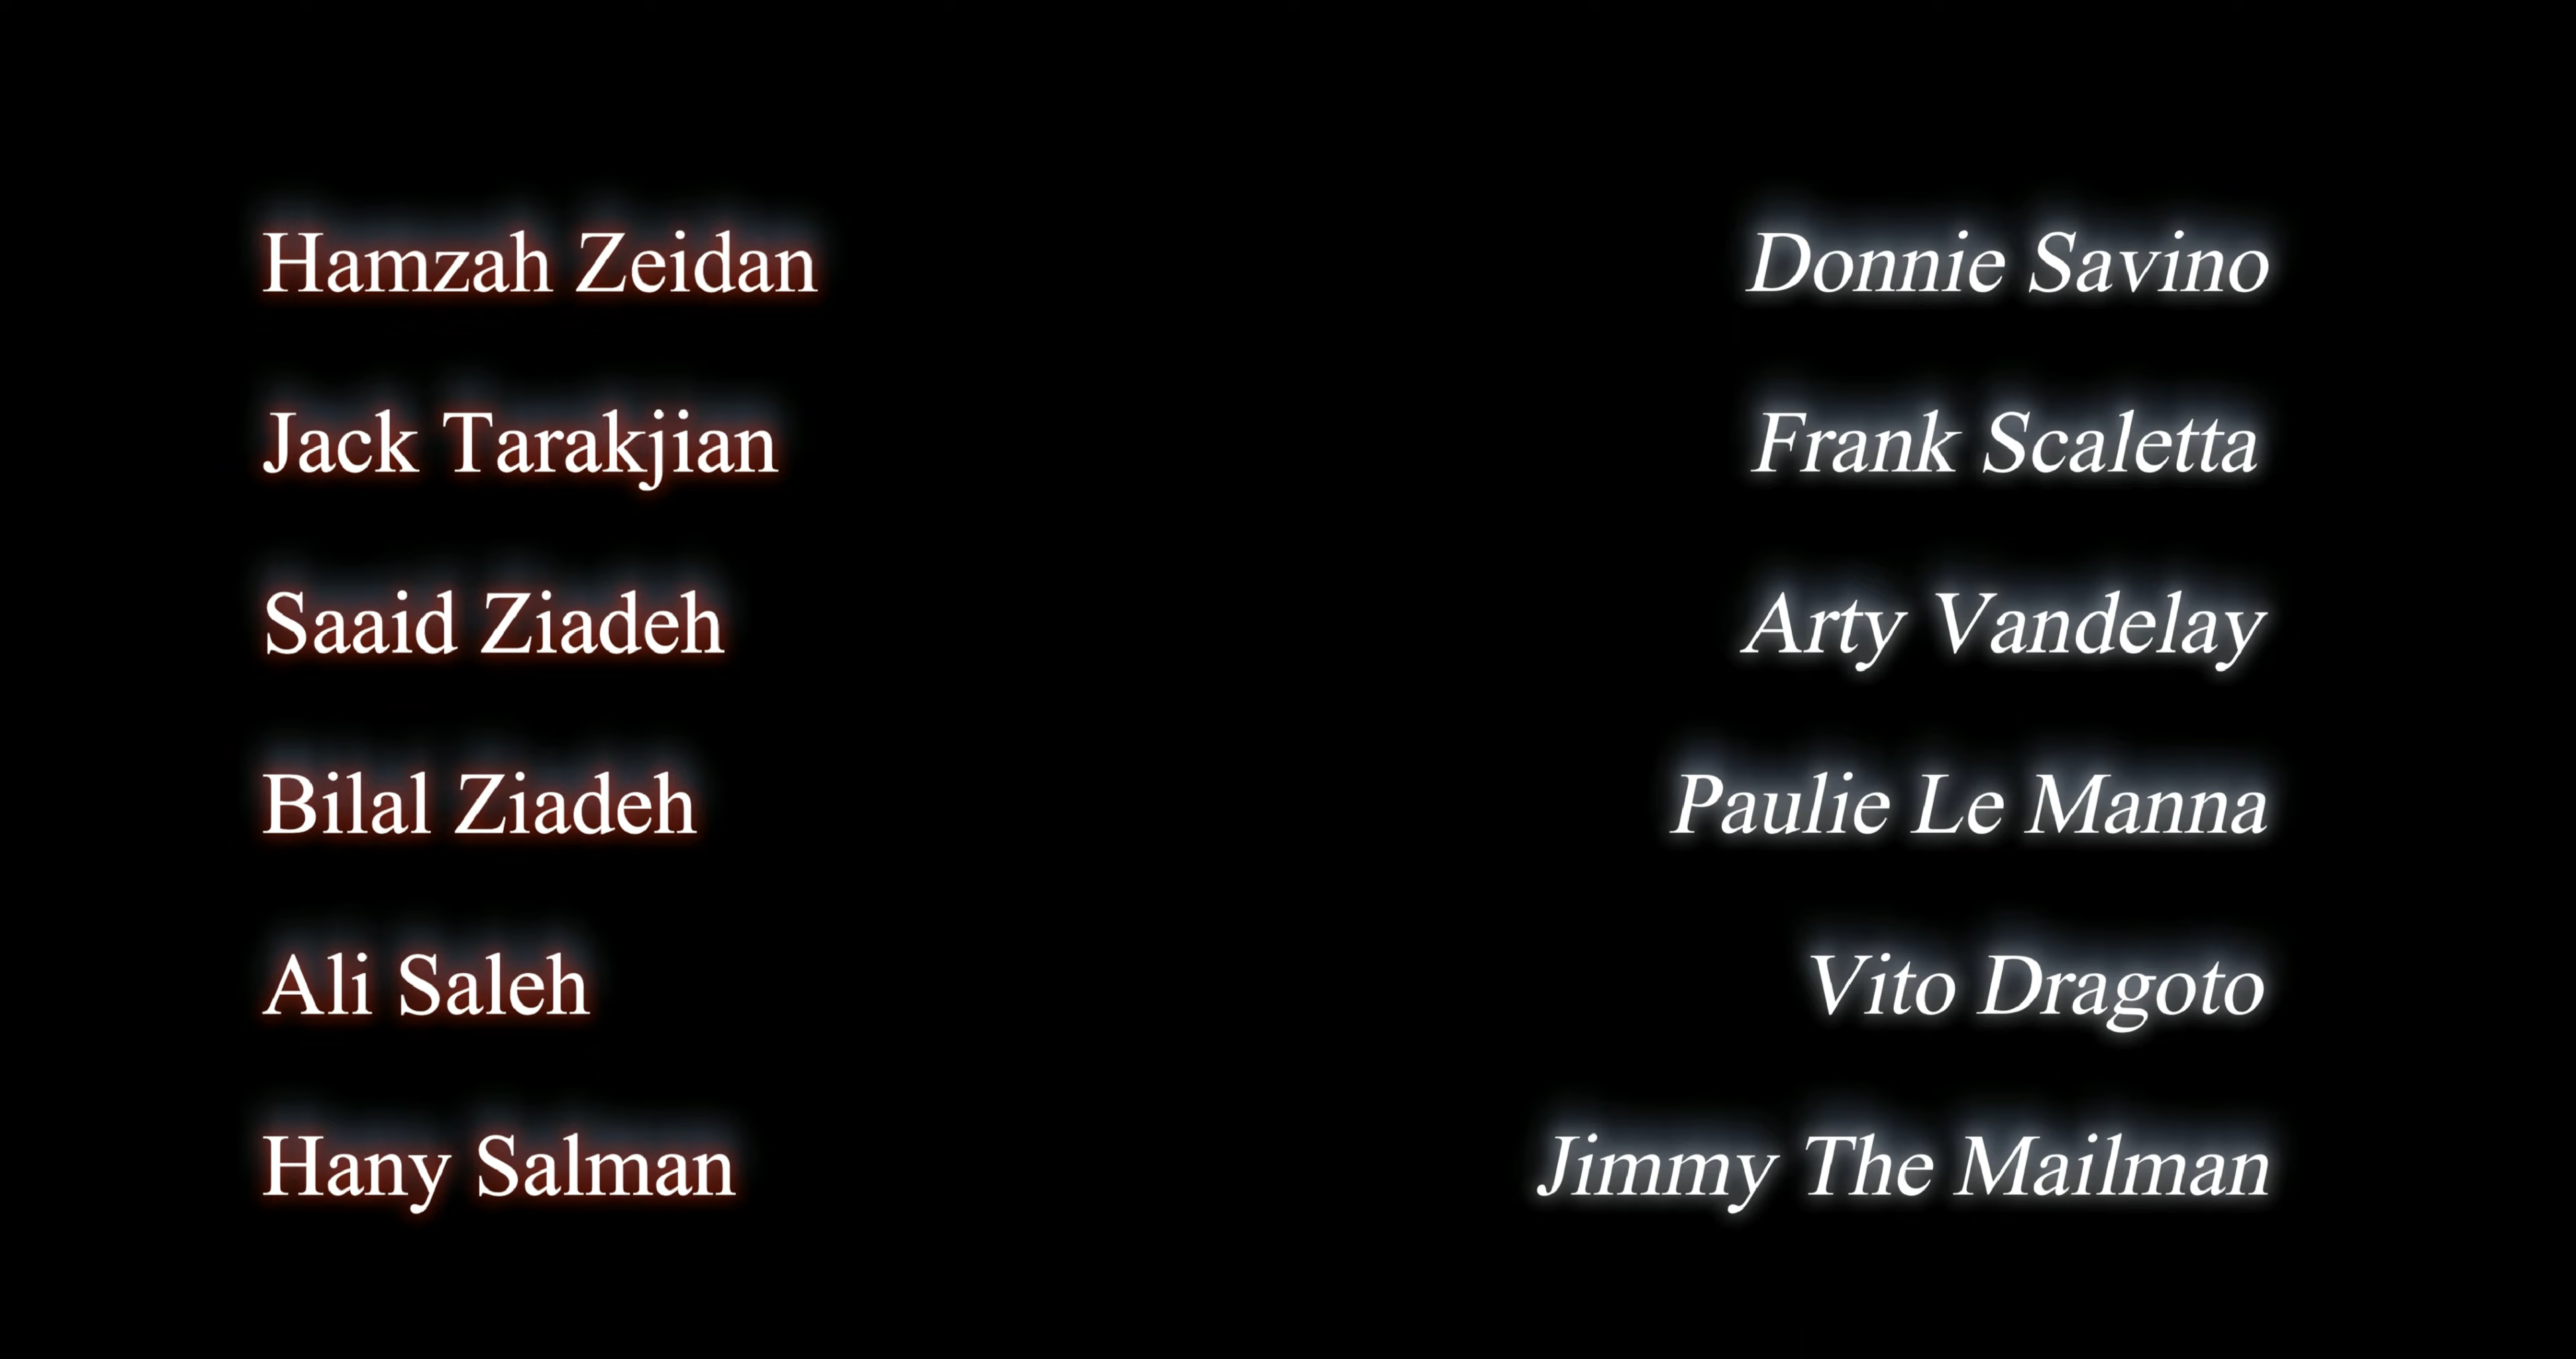 Hamzah Zeidan Donnie Savino
Jack Tarakjian Frank Scaletta
Saaid Ziadeh Arty Vandelay
Bilal Ziadeh Paulie Le Manna
Ali Saleh Vito Dragoto
Hany Salman Jimmy The Mailman